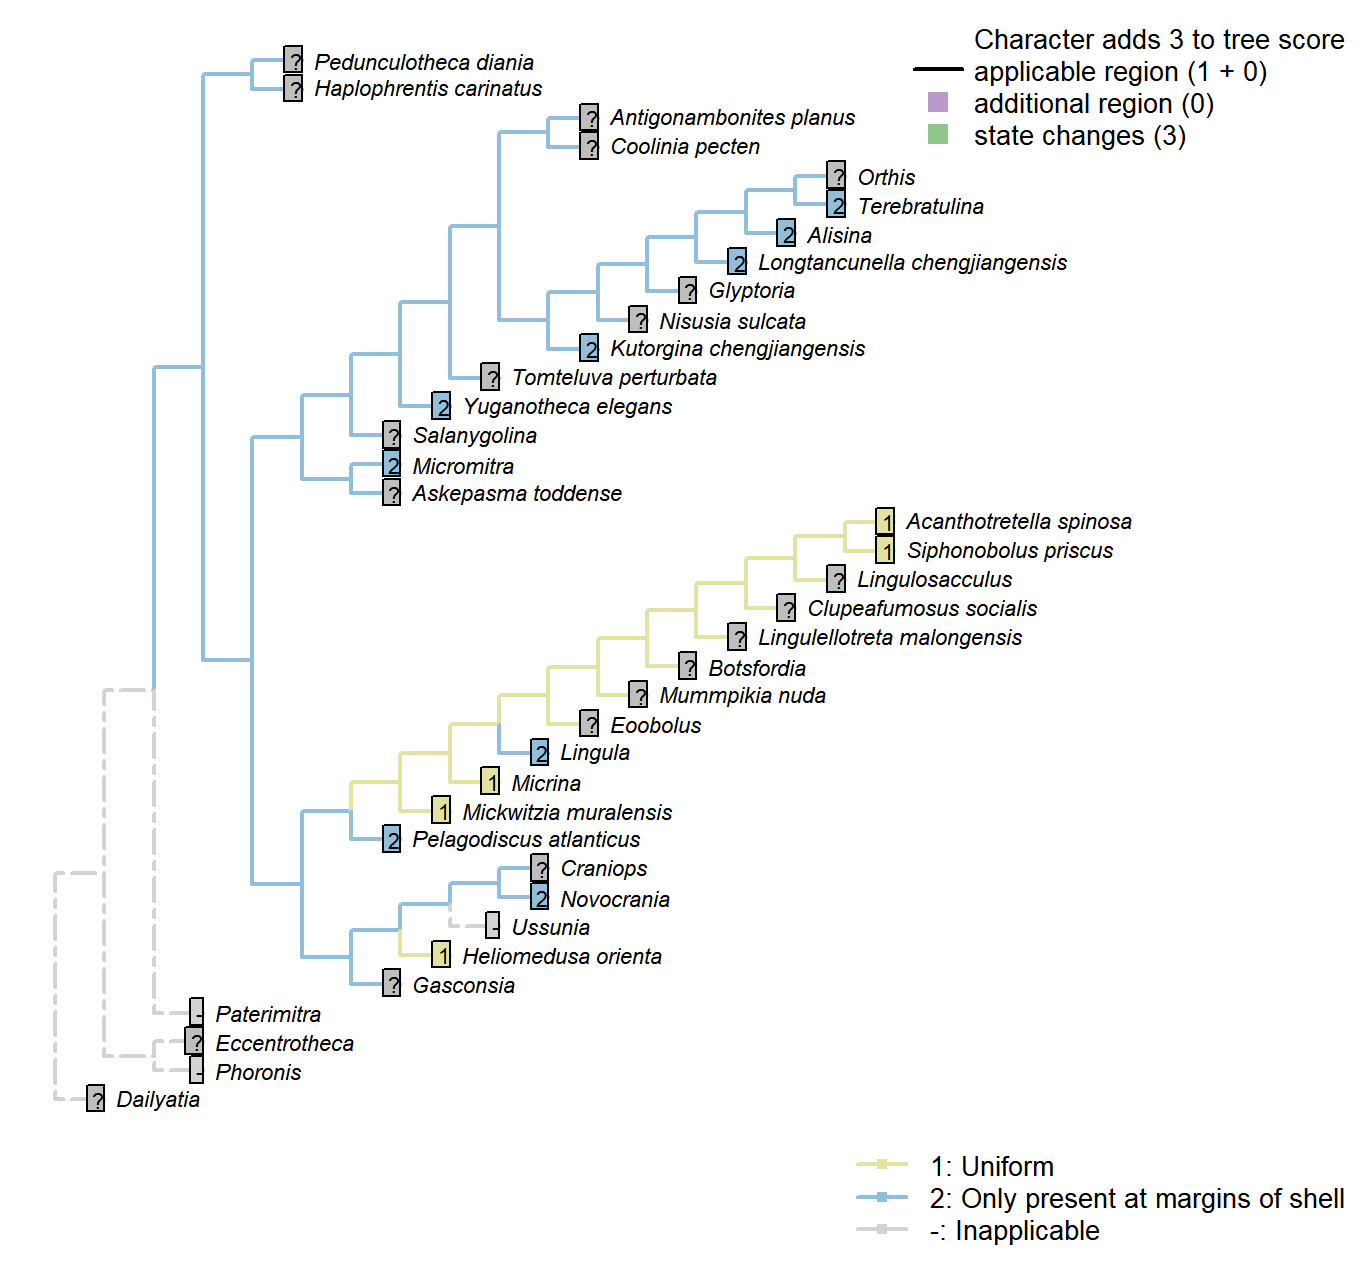 Character adds 3 to tree score
applicable region (1 + 0)
additional region (0)
state changes (3)
? Pedunculotheca diania
? Haplophrentis carinatus
? Antigonambonites planus
? Coolinia pecten
? Orthis
2 Terebratulina
2 Alisina
2 Longtancunella chengjiangensis
? Glyptoria
? Nisusia sulcata
2 Kutorgina chengjiangensis
? Tomteluva perturbata
2 Yuganotheca elegans
? Salanygolina
2 Micromitra
? Askepasma toddense
1 Acanthotretella spinosa
1 Siphonobolus priscus
? Lingulosacculus
? Clupeafumosus socialis
? Lingulellotreta malongensis
? Botsfordia
? Mummpikia nuda
? Eoobolus
2 Lingula
1 Micrina
1 Mickwitzia muralensis
2 Pelagodiscus atlanticus
? Craniops
2 Novocrania
- Ussunia
1 Heliomedusa orienta
? Gasconsia
- Paterimitra
? Eccentrotheca
- Phoronis
? Dailyatia
1: Uniform
2: Only present at margins of shell
-: Inapplicable